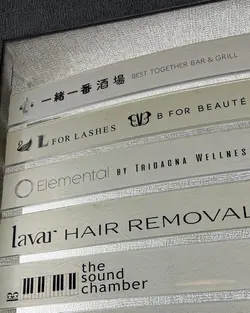 一緒一番酒場 BEST TOGETHER BAR & GRILL
L FOR LASHES B FOR BEAUTÉ
Elemental BY TRIDACNA WELLNES
lavar HAIR REMOVAL
the
sound
chamber